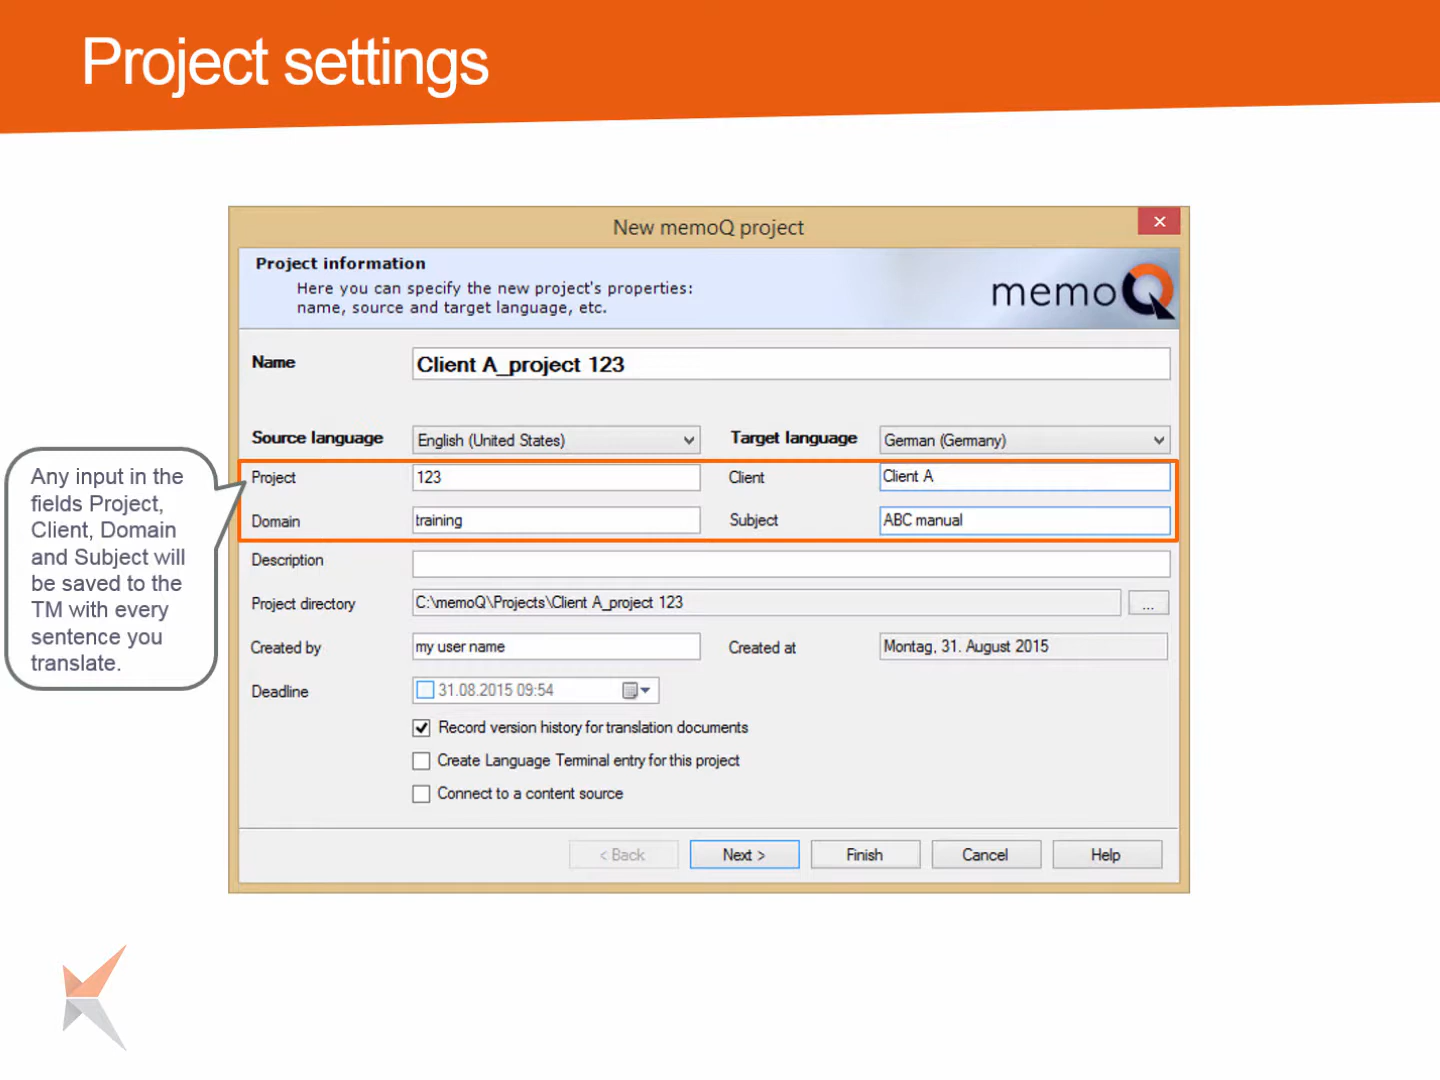 Project settings
New memoQ project
Project information
Here you can specify the new project's properties:
name, source and target language, etc.
memoQ
Name
Client A_project 123
Source language
English (United States)
Target language
German (Germany)
Project
123
Client
Client A
Domain
training
Subject
ABC manual
Description
Project directory
C:\memoQ\Projects\Client A_project 123
...
Created by
my user name
Created at
Montag, 31. August 2015
Deadline
31.08.2015 09:54
Record version history for translation documents
Create Language Terminal entry for this project
Connect to a content source
< Back
Next >
Finish
Cancel
Help
Any input in the
fields Project,
Client, Domain
and Subject will
be saved to the
TM with every
sentence you
translate.